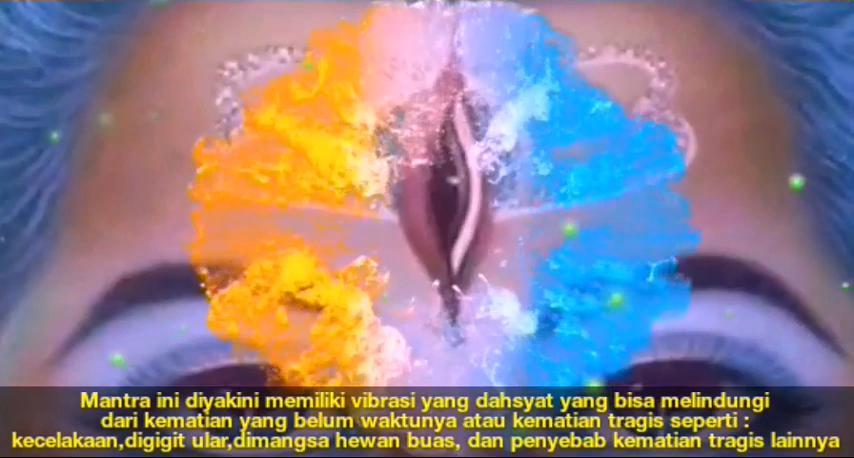 Mantra ini diyakini memiliki vibrasi yang dahsyat yang bisa melindungi
dari kematian yang belum waktunya atau kematian tragis seperti :
kecelakaan,digigit ular,dimangsa hewan buas, dan penyebab kematian tragis lainnya